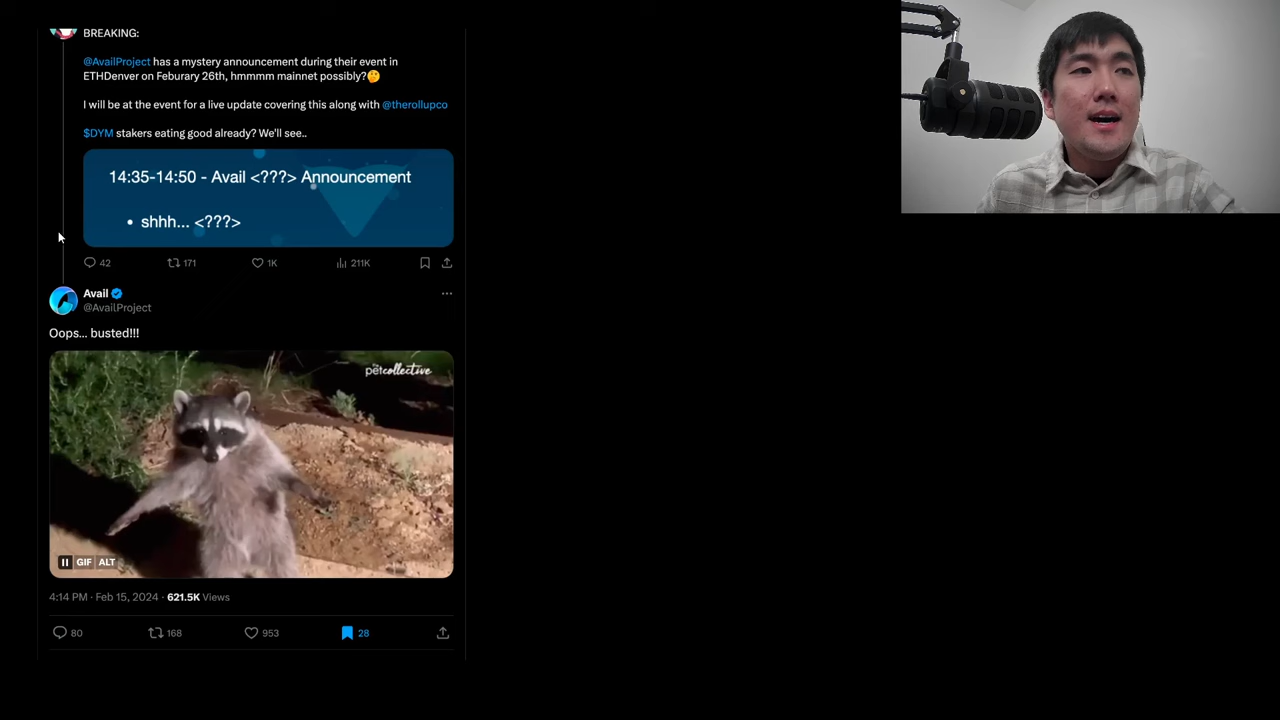 BREAKING:
@AvailProject has a mystery announcement during their event in
ETHDenver on Feburary 26th, hmmmm mainnet possibly?🤔
I will be at the event for a live update covering this along with @therollupco
$DYM stakers eating good already? We'll see..
14:35-14:50 - Avail <???> Announcement
• shhh... <???>
42 171 1K 211K
Avail
@AvailProject
Oops... busted!!!
the petcollective
GIF ALT
4:14 PM · Feb 15, 2024 · 621.5K Views
80 168 953 28